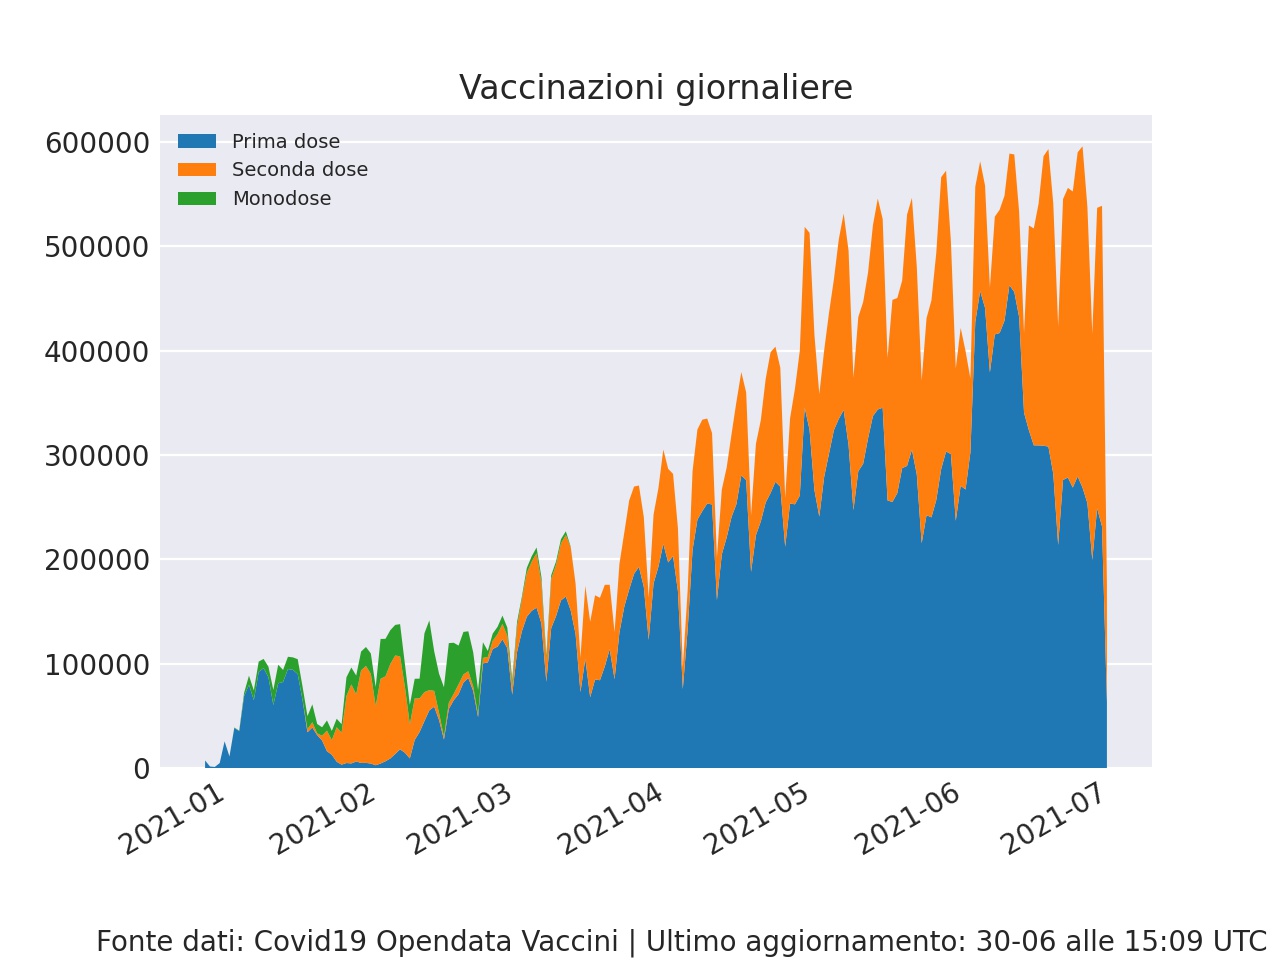 Vaccinazioni giornaliere
600000
500000
400000
300000
200000
100000
0
Prima dose
Seconda dose
Monodose
2021-01
2021-02
2021-03
2021-04
2021-05
2021-06
2021-07
Fonte dati: Covid19 Opendata Vaccini | Ultimo aggiornamento: 30-06 alle 15:09 UTC